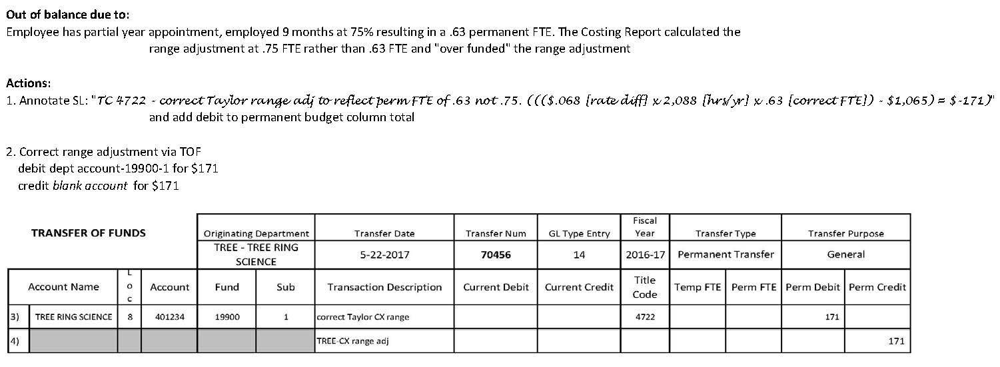 Out of balance due to:
Employee has partial year appointment, employed 9 months at 75% resulting in a .63 permanent FTE. The Costing Report calculated the
range adjustment at .75 FTE rather than .63 FTE and "over funded" the range adjustment
Actions:
1. Annotate SL: "TC 4722 - correct Taylor range adj to reflect perm FTE of .63 not .75. ((($.068 [rate diff] x 2,088 [hrs/yr] x .63 [correct FTE]) - $1,065) = $-171)"
and add debit to permanent budget column total
2. Correct range adjustment via TOF
debit dept account-19900-1 for $171
credit blank account for $171
TRANSFER OF FUNDS
Originating Department Transfer Date Transfer Num GL Type Entry Fiscal Year Transfer Type Transfer Purpose
TREE - TREE RING SCIENCE 5-22-2017 70456 14 2016-17 Permanent Transfer General
Account Name Loc Account Fund Sub Transaction Description Current Debit Current Credit Title Code Temp FTE Perm FTE Perm Debit Perm Credit
3) TREE RING SCIENCE 8 401234 19900 1 correct Taylor CX range 4722 171
4) TREE-CX range adj 171